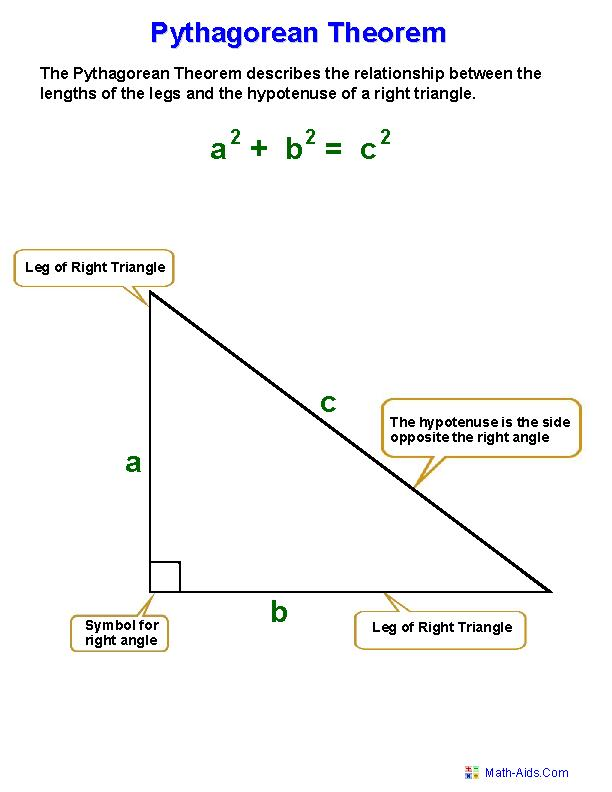 Pythagorean Theorem
The Pythagorean Theorem describes the relationship between the
lengths of the legs and the hypotenuse of a right triangle.
a² + b² = c²
Leg of Right Triangle
c
The hypotenuse is the side
opposite the right angle
a
b
Symbol for
right angle
Leg of Right Triangle
Math-Aids.Com